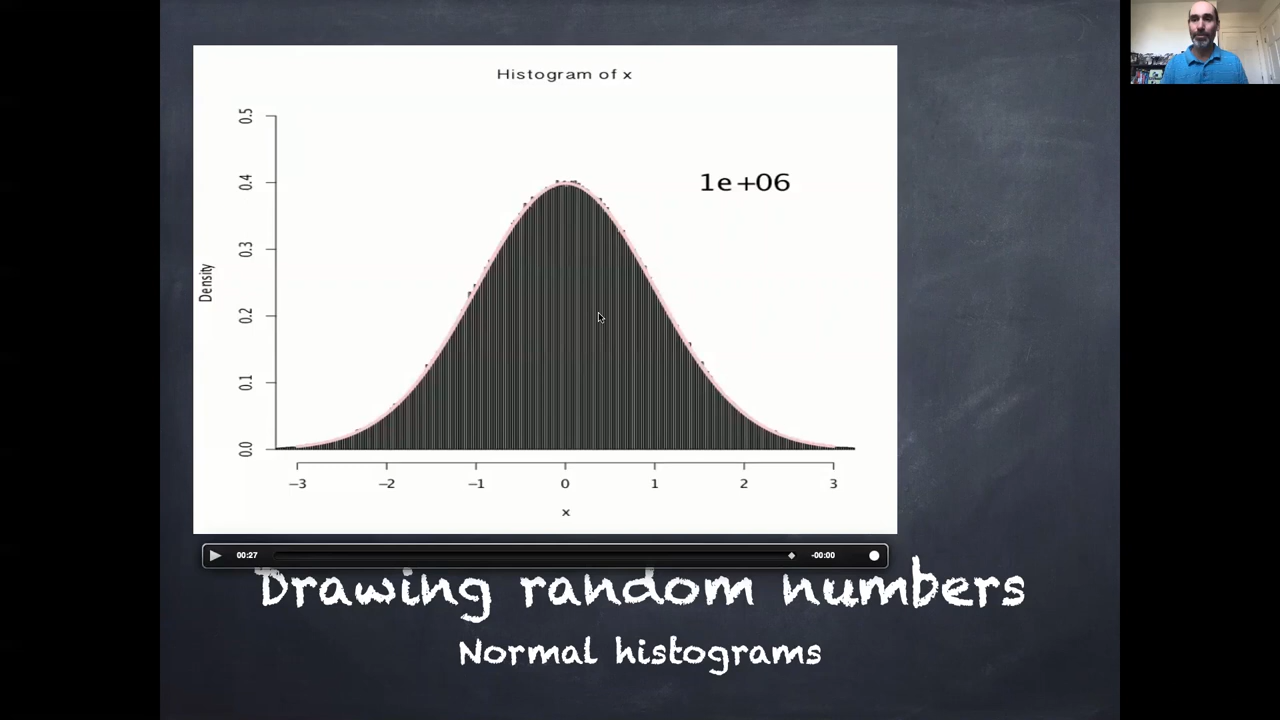 Histogram of x
1e+06
Density
0.5
0.4
0.3
0.2
0.1
0.0
−3 −2 −1 0 1 2 3
x
00:27 -00:00
Drawing random numbers
Normal histograms